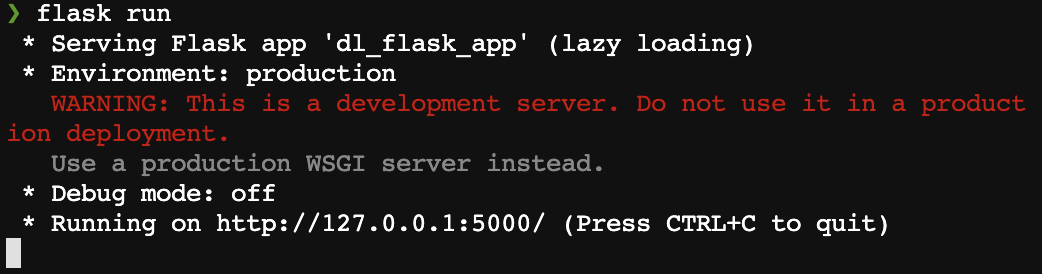 ❯ flask run
* Serving Flask app 'dl_flask_app' (lazy loading)
* Environment: production
WARNING: This is a development server. Do not use it in a product
ion deployment.
Use a production WSGI server instead.
* Debug mode: off
* Running on http://127.0.0.1:5000/ (Press CTRL+C to quit)